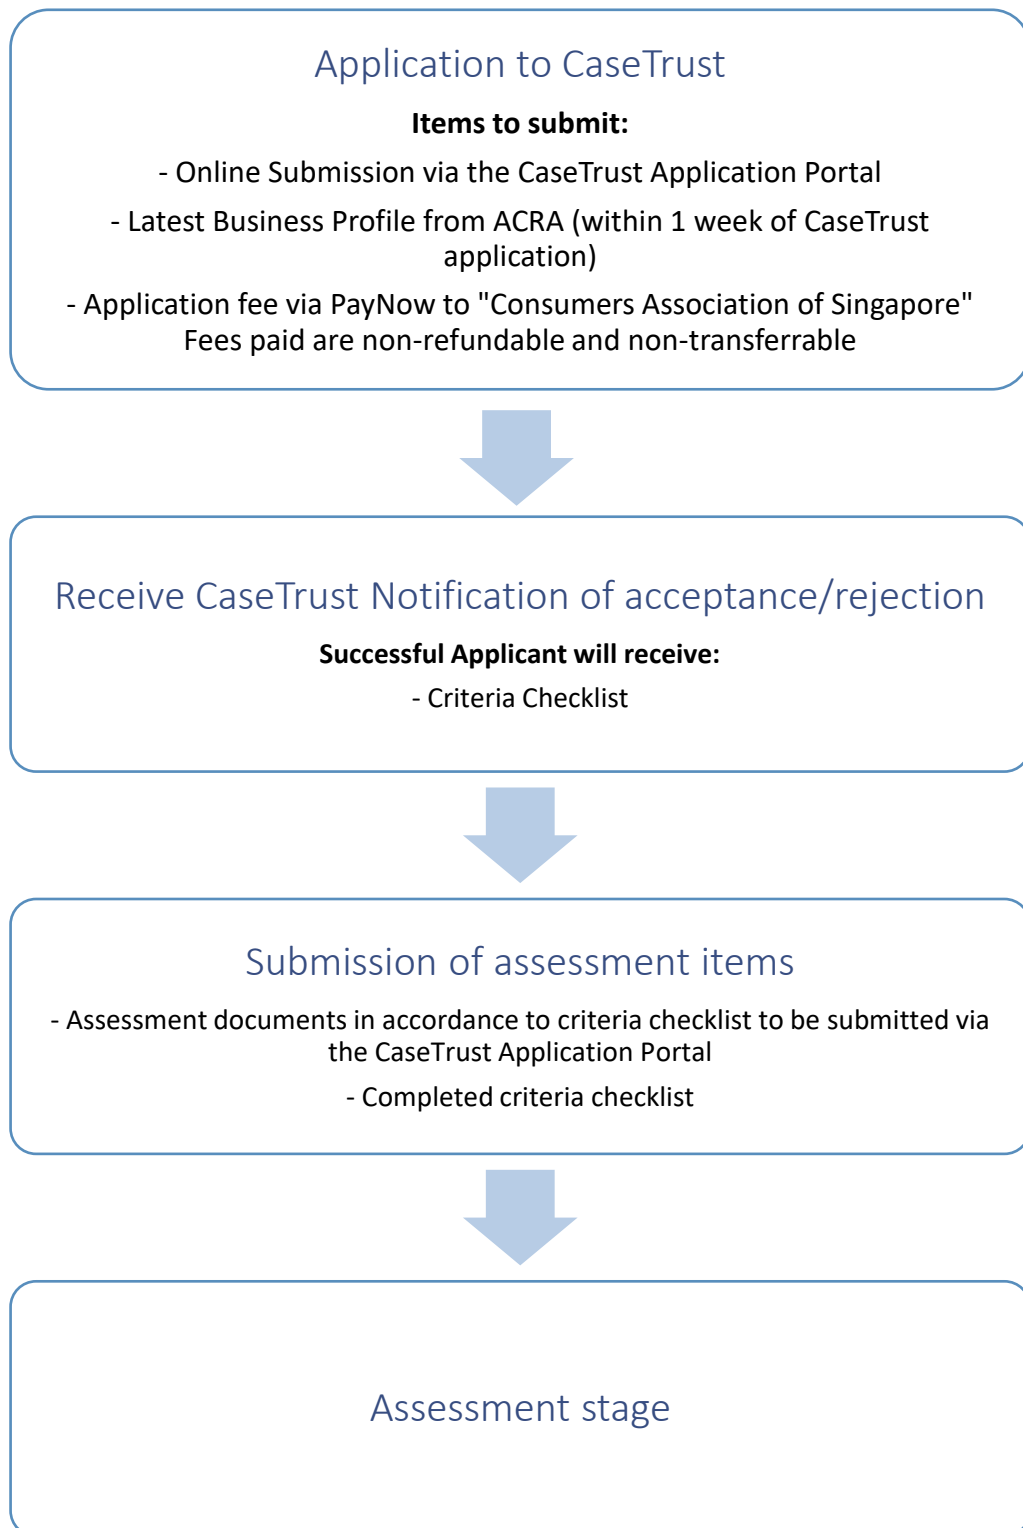 Application to CaseTrust
Items to submit:
- Online Submission via the CaseTrust Application Portal
- Latest Business Profile from ACRA (within 1 week of CaseTrust
application)
- Application fee via PayNow to "Consumers Association of Singapore"
Fees paid are non-refundable and non-transferrable
Receive CaseTrust Notification of acceptance/rejection
Successful Applicant will receive:
- Criteria Checklist
Submission of assessment items
- Assessment documents in accordance to criteria checklist to be submitted via
the CaseTrust Application Portal
- Completed criteria checklist
Assessment stage